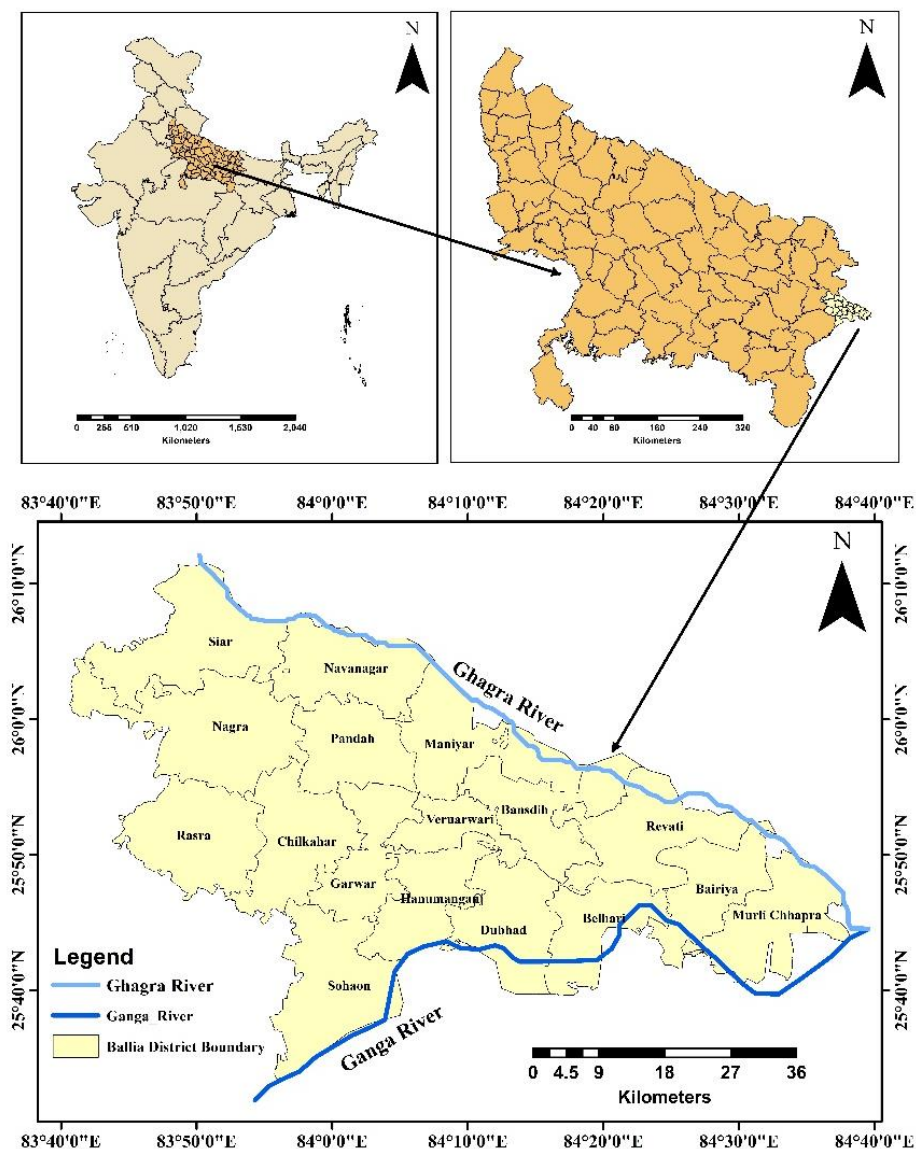 N
N
0 255 510 1,020 1,530 2,040
Kilometers
0 40 80 160 240 320
Kilometers
83°40'0"E 83°50'0"E 84°0'0"E 84°10'0"E 84°20'0"E 84°30'0"E 84°40'0"E
N
26°10'0"N 26°10'0"N
Siar
Navanagar
Ghagra River
26°0'0"N 26°0'0"N
Nagra
Pandah
Maniyar
Bansdih
Veruarwari
Revati
Rasra
Chilkahar
25°50'0"N 25°50'0"N
Garwar
Bairiya
Hanumanganj
Murli Chhapra
Dubhad
Belhari
Legend
Ghagra River
Ganga_River
Ballia District Boundary
Sohaon
25°40'0"N 25°40'0"N
Ganga River
0 4.5 9 18 27 36
Kilometers
83°40'0"E 83°50'0"E 84°0'0"E 84°10'0"E 84°20'0"E 84°30'0"E 84°40'0"E